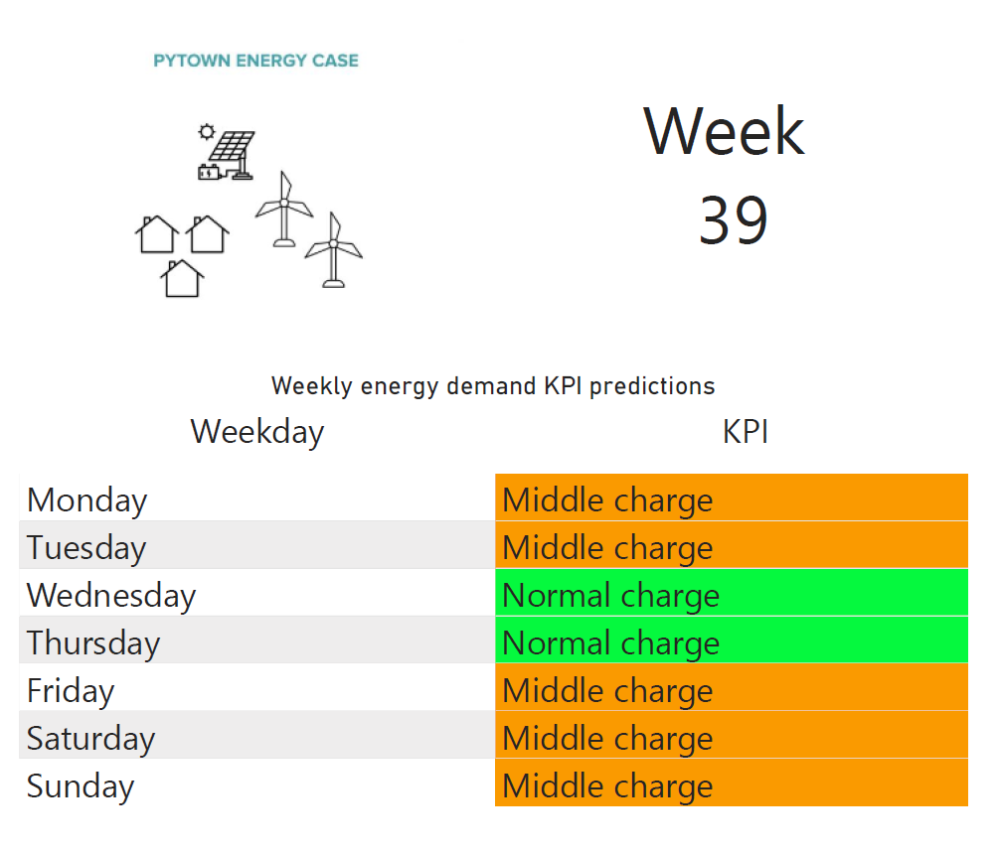 PYTOWN ENERGY CASE
Week
39
Weekly energy demand KPI predictions
Weekday KPI
Monday Middle charge
Tuesday Middle charge
Wednesday Normal charge
Thursday Normal charge
Friday Middle charge
Saturday Middle charge
Sunday Middle charge